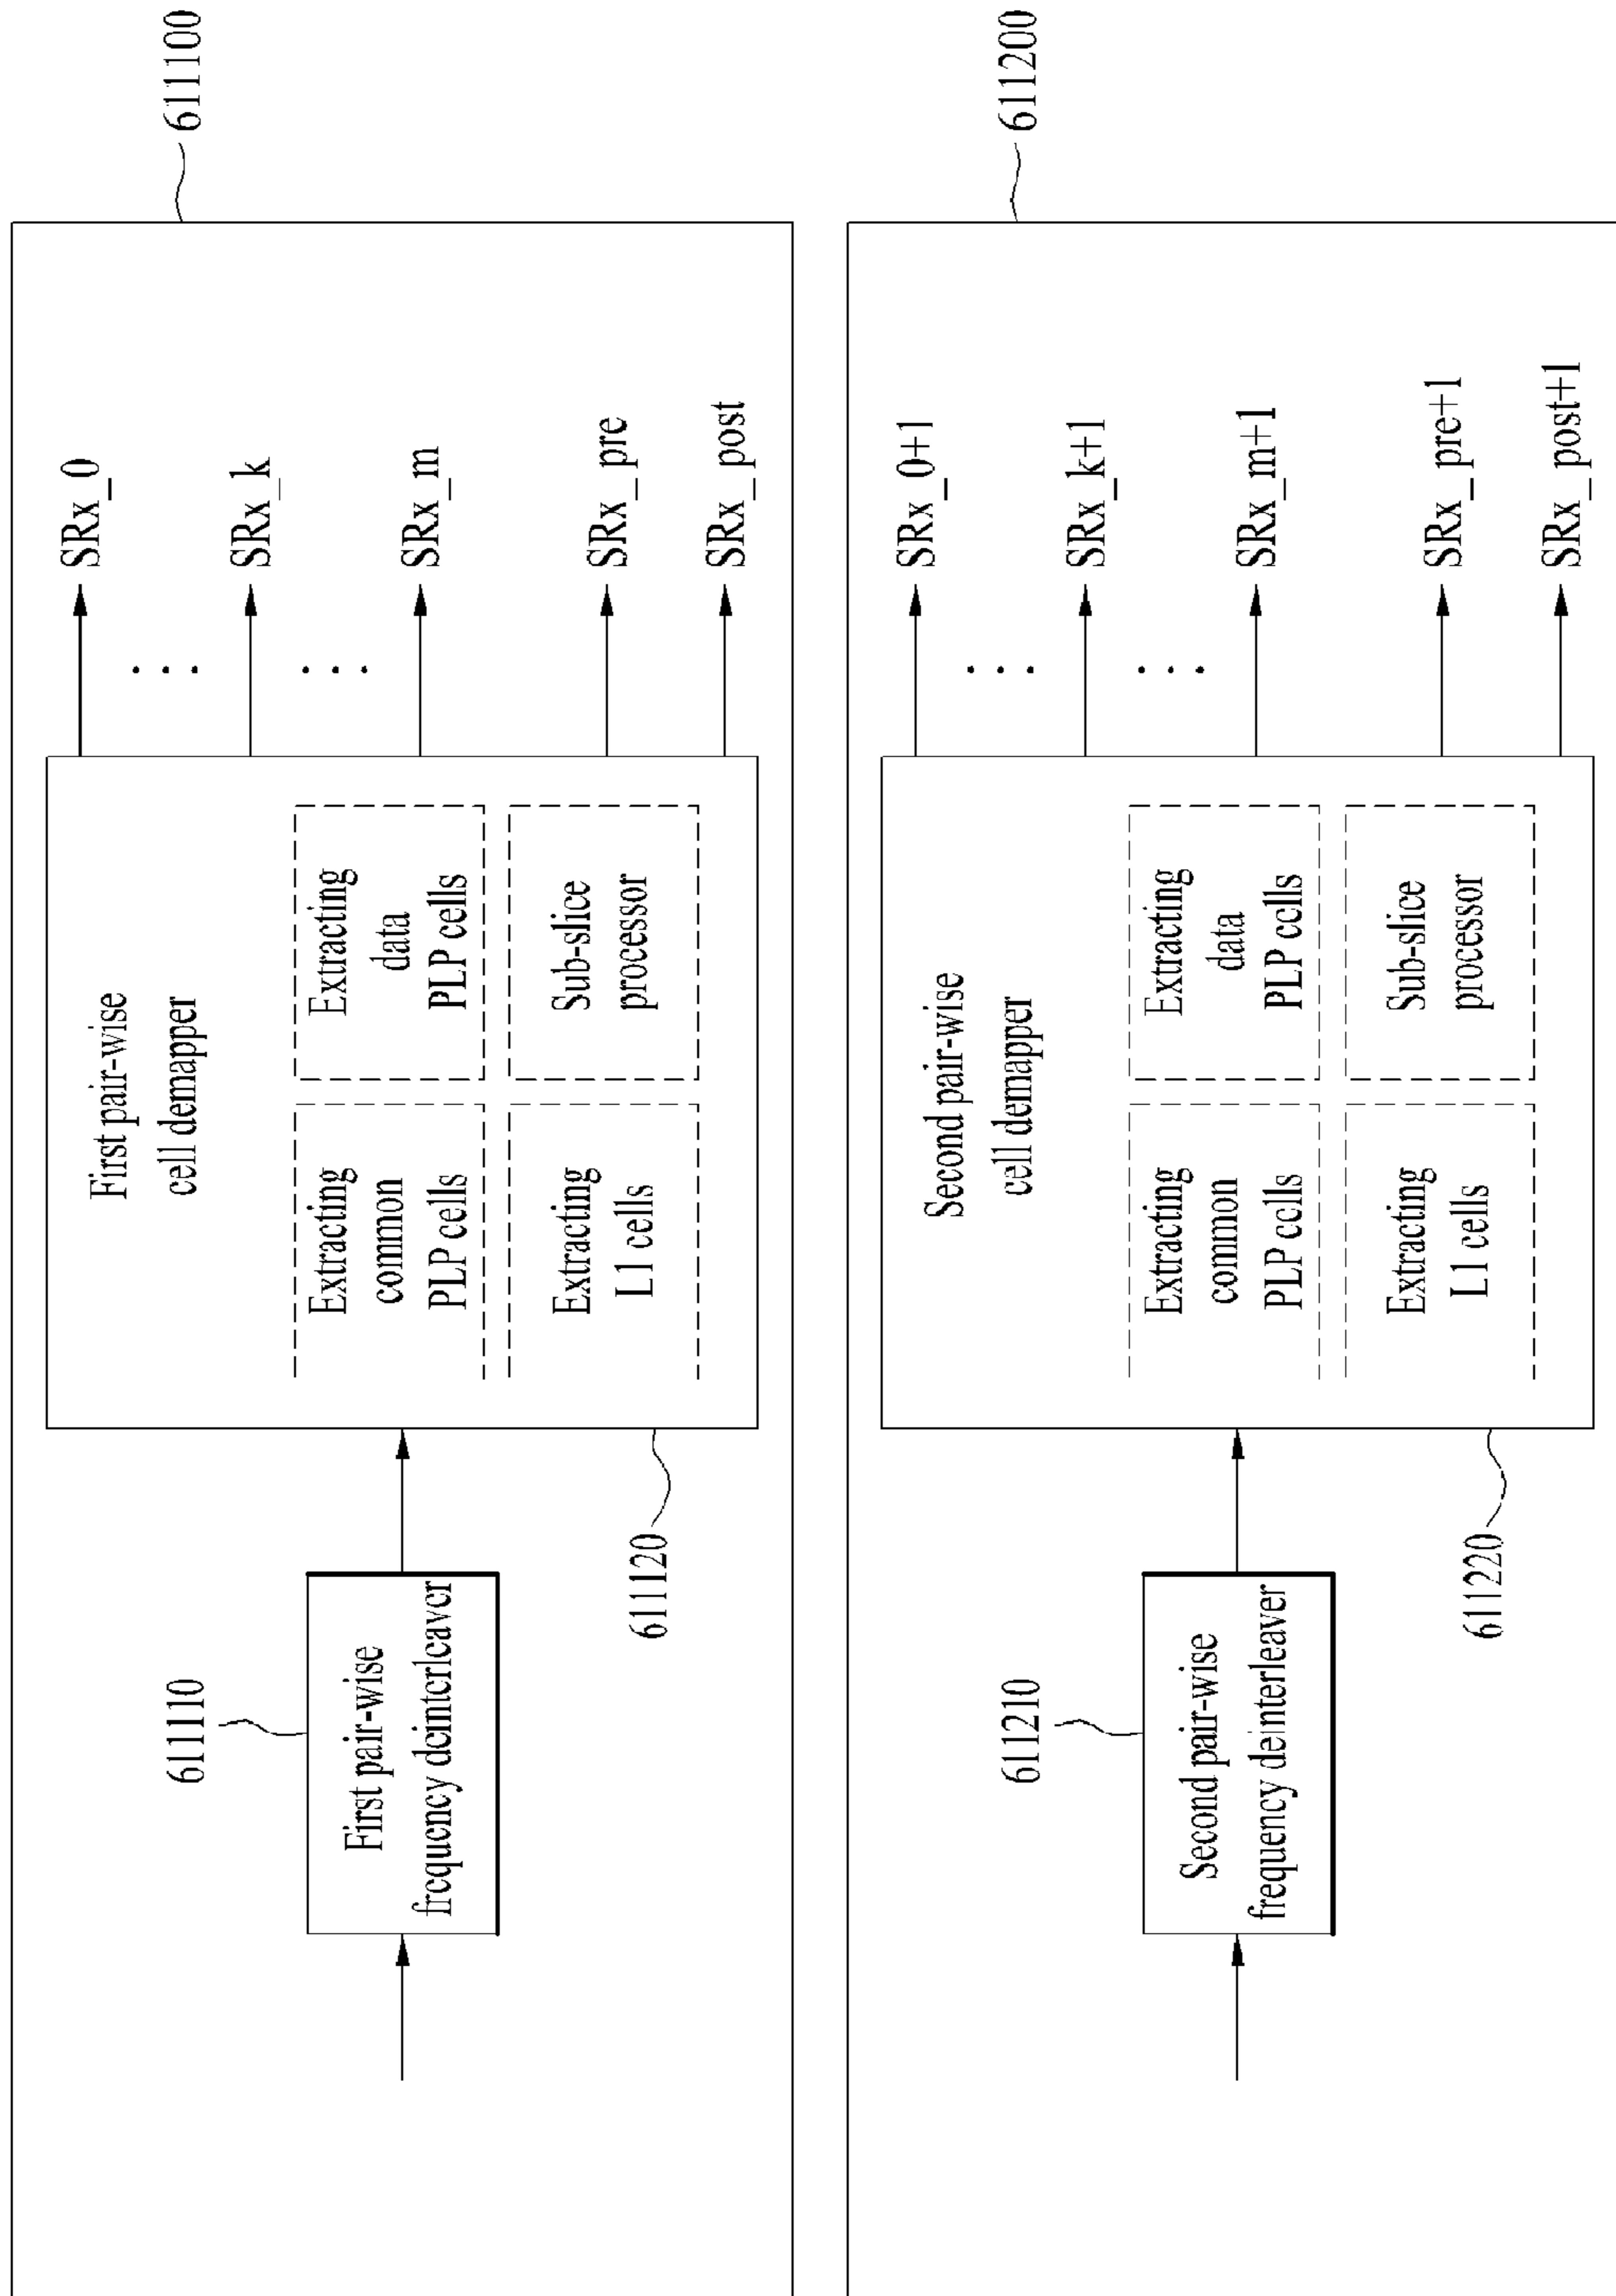 611100
611110
First pair-wise
frequency deinterleaver
611120
First pair-wise
cell demapper
Extracting
common
PLP cells
Extracting
data
PLP cells
Extracting
L1 cells
Sub-slice
processor
SRx_0
. . .
SRx_k
. . .
SRx_m
SRx_pre
SRx_post
611200
611210
Second pair-wise
frequency deinterleaver
611220
Second pair-wise
cell demapper
Extracting
common
PLP cells
Extracting
data
PLP cells
Extracting
L1 cells
Sub-slice
processor
SRx_0+1
. . .
SRx_k+1
. . .
SRx_m+1
SRx_pre+1
SRx_post+1